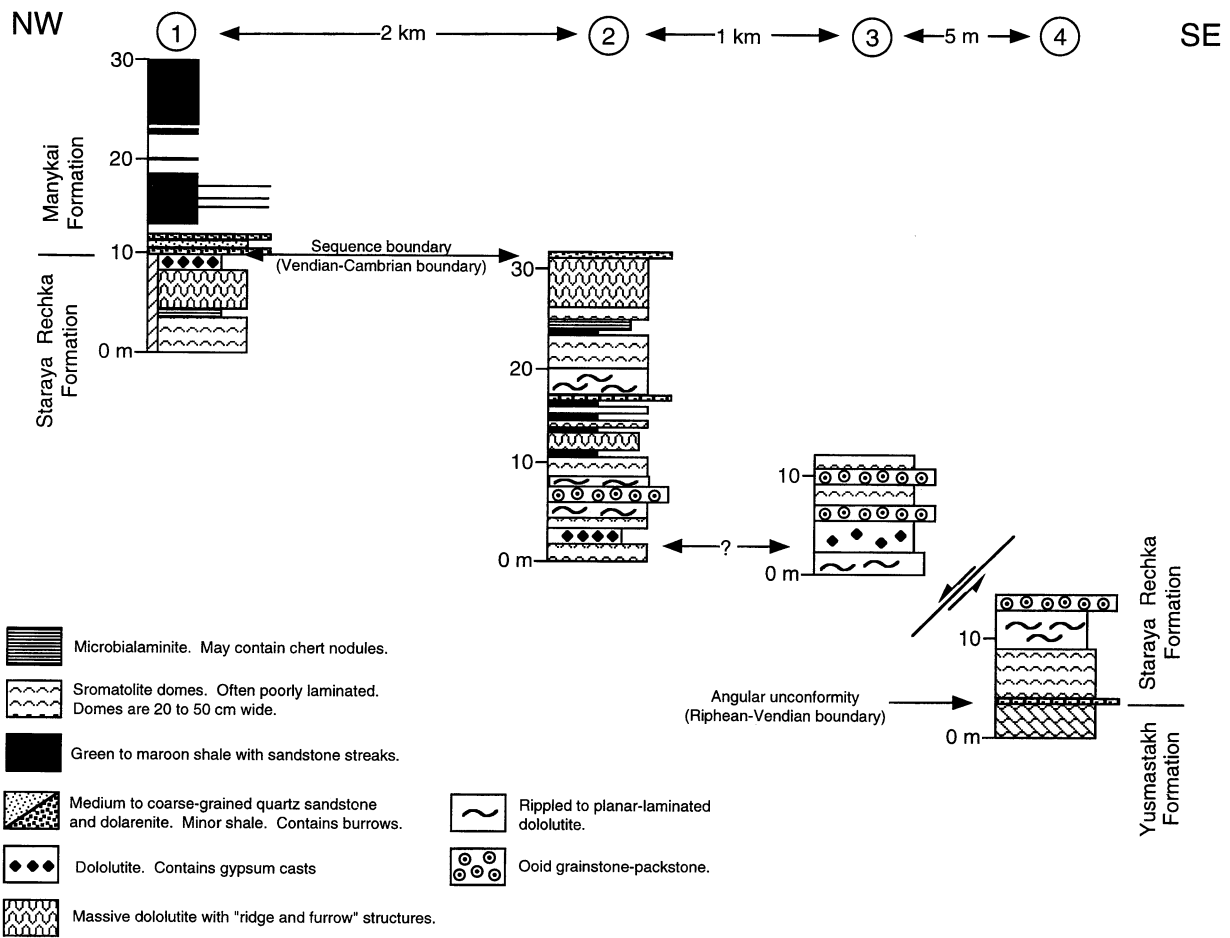 NW
1
2 km
2
1 km
3
5 m
4
SE
30
20
10
0 m
Manykai
Formation
Staraya Rechka
Formation
Sequence boundary
(Vendian-Cambrian boundary)
30
20
10
0 m
?
10
0 m
10
0 m
Angular unconformity
(Riphean-Vendian boundary)
Staraya Rechka
Formation
Yusmastakh
Formation
Microbialaminite. May contain chert nodules.
Sromatolite domes. Often poorly laminated.
Domes are 20 to 50 cm wide.
Green to maroon shale with sandstone streaks.
Medium to coarse-grained quartz sandstone
and dolarenite. Minor shale. Contains burrows.
Dololutite. Contains gypsum casts
Massive dololutite with "ridge and furrow" structures.
Rippled to planar-laminated
dololutite.
Ooid grainstone-packstone.